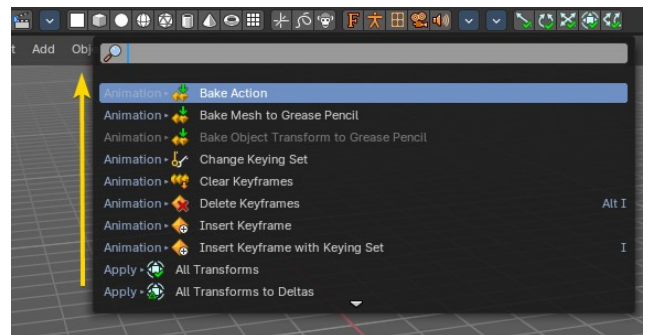 t Add Obj
Animation ▸ Bake Action
Animation ▸ Bake Mesh to Grease Pencil
Animation ▸ Bake Object Transform to Grease Pencil
Animation ▸ Change Keying Set
Animation ▸ Clear Keyframes
Animation ▸ Delete Keyframes Alt I
Animation ▸ Insert Keyframe
Animation ▸ Insert Keyframe with Keying Set I
Apply ▸ All Transforms
Apply ▸ All Transforms to Deltas